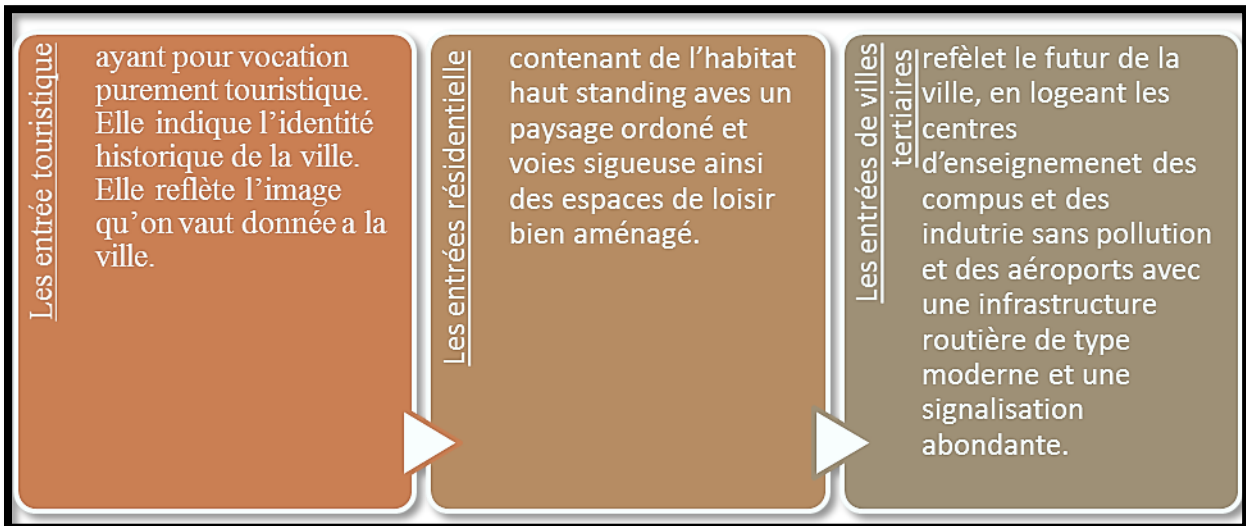 Les entrée touristique
ayant pour vocation
purement touristique.
Elle indique l’identité
historique de la ville.
Elle reflète l’image
qu’on vaut donnée a la
ville.
Les entrées résidentielle
contenant de l’habitat
haut standing aves un
paysage ordoné et
voies sigueuse ainsi
des espaces de loisir
bien aménagé.
Les entrées de villes
tertiaires
refèlet le futur de la
ville, en logeant les
centres
d’enseignemenet des
compus et des
indutrie sans pollution
et des aéroports avec
une infrastructure
routière de type
moderne et une
signalisation
abondante.